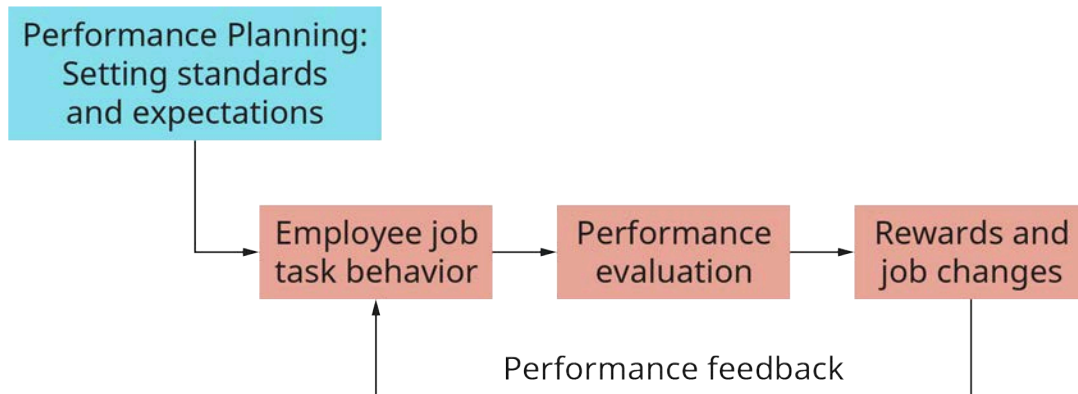 Performance Planning:
Setting standards
and expectations
Employee job
task behavior
Performance
evaluation
Rewards and
job changes
Performance feedback